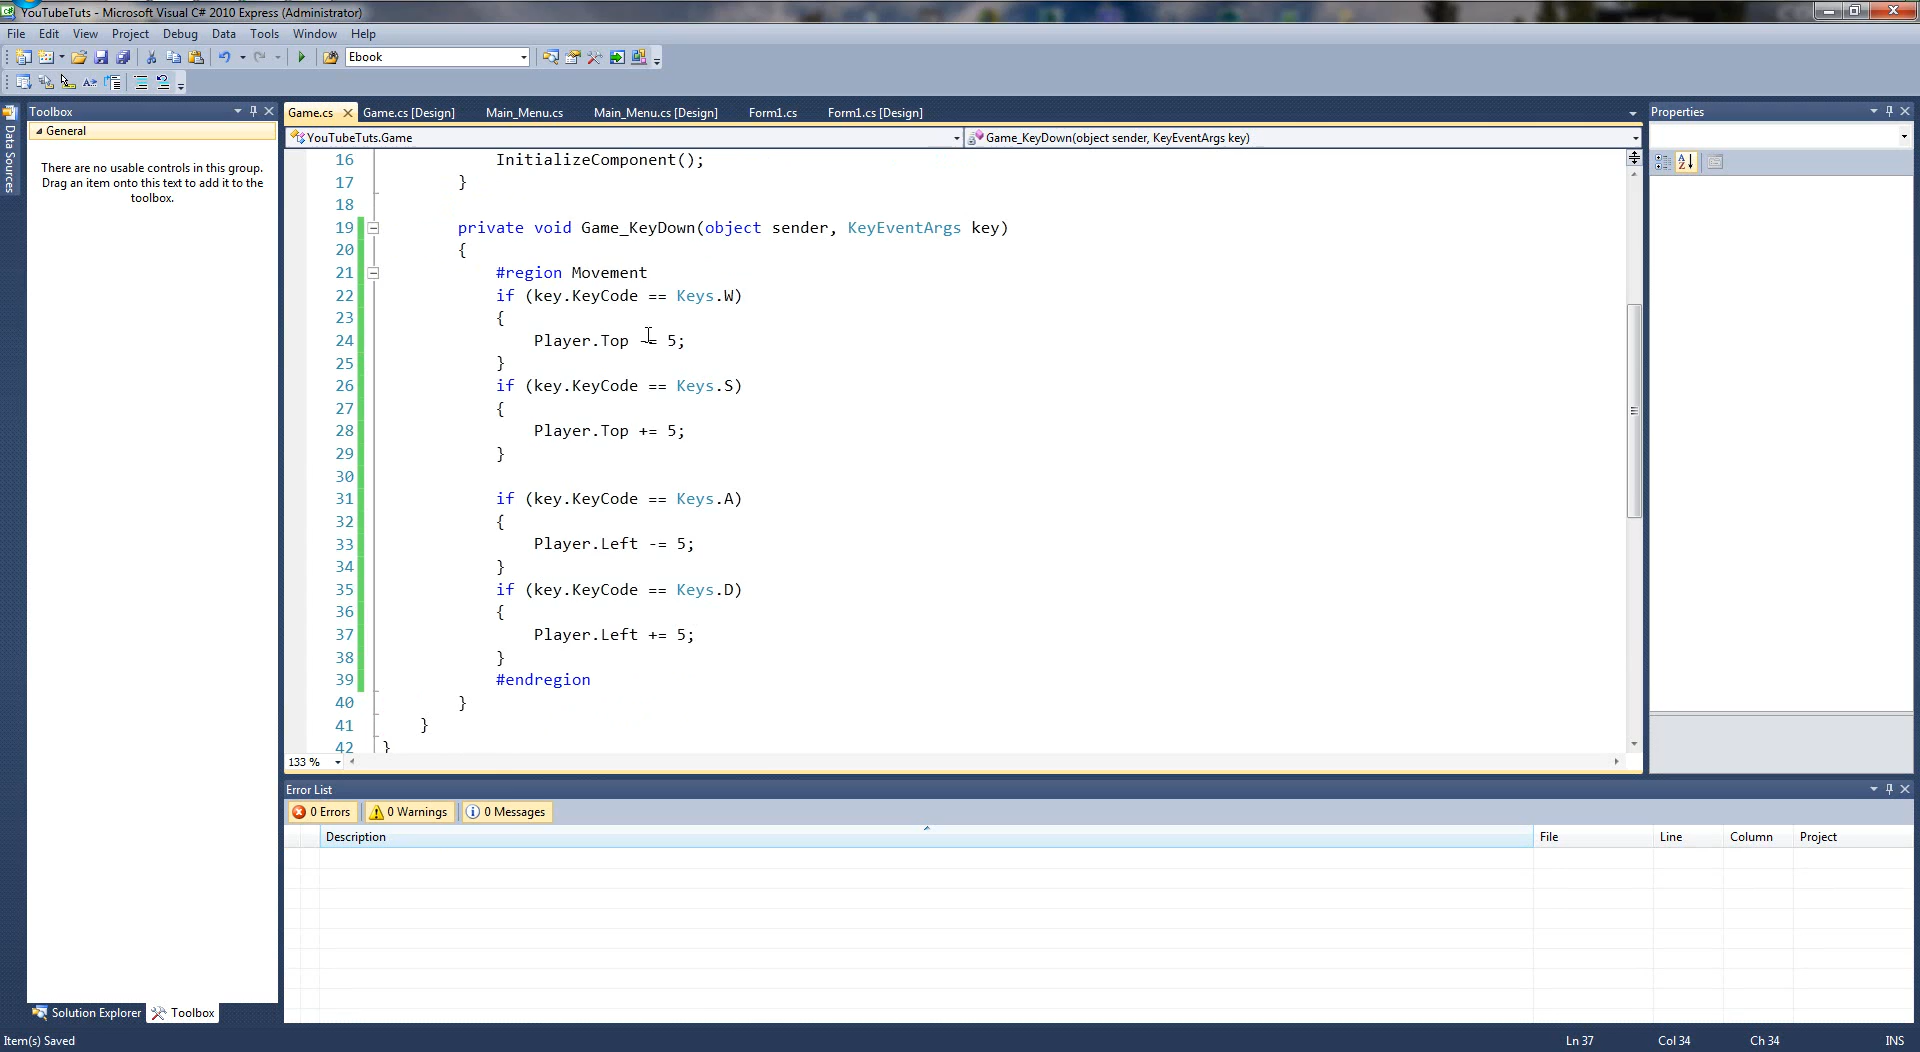 YouTubeTuts - Microsoft Visual C# 2010 Express (Administrator)
File Edit View Project Debug Data Tools Window Help
Ebook
Toolbox
General
There are no usable controls in this group. Drag an item onto this text to add it to the toolbox.
Data Sources
Game.cs Game.cs [Design] Main_Menu.cs Main_Menu.cs [Design] Form1.cs Form1.cs [Design]
YouTubeTuts.Game Game_KeyDown(object sender, KeyEventArgs key)
16 InitializeComponent();
17 }
18
19 private void Game_KeyDown(object sender, KeyEventArgs key)
20 {
21 #region Movement
22 if (key.KeyCode == Keys.W)
23 {
24 Player.Top -= 5;
25 }
26 if (key.KeyCode == Keys.S)
27 {
28 Player.Top += 5;
29 }
30
31 if (key.KeyCode == Keys.A)
32 {
33 Player.Left -= 5;
34 }
35 if (key.KeyCode == Keys.D)
36 {
37 Player.Left += 5;
38 }
39 #endregion
40 }
41 }
42 }
133 %
Properties
Error List
0 Errors 0 Warnings 0 Messages
Description File Line Column Project
Solution Explorer Toolbox
Item(s) Saved Ln 37 Col 34 Ch 34 INS